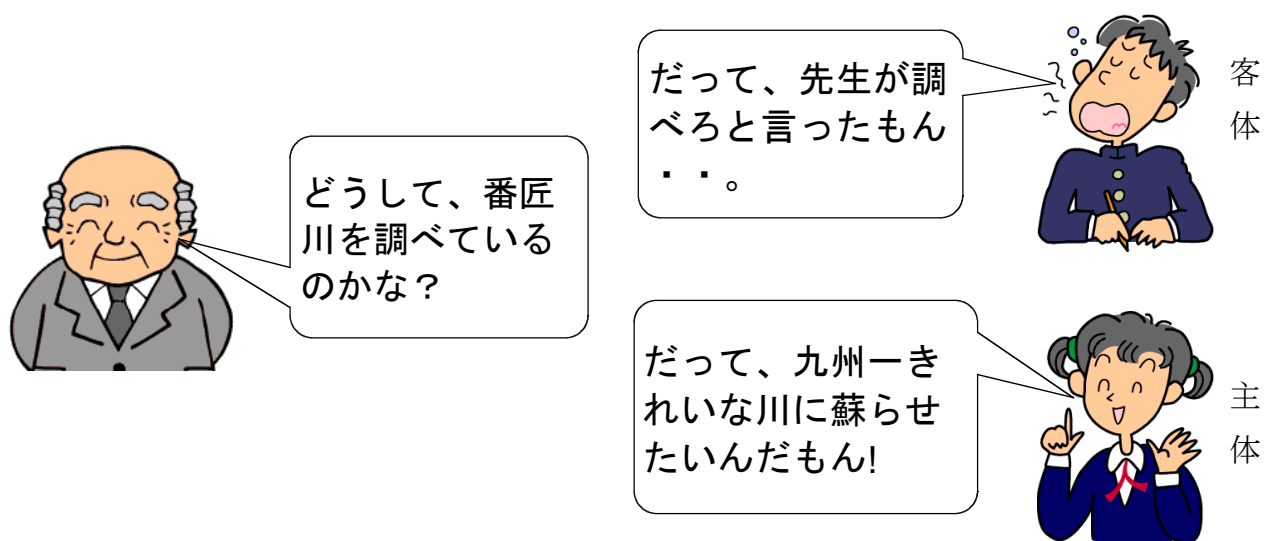 どうして、番匠
川を調べている
のかな？
だって、先生が調
べろと言ったもん
・・。
客体
だって、九州一き
れいな川に蘇らせ
たいんだもん!
主体